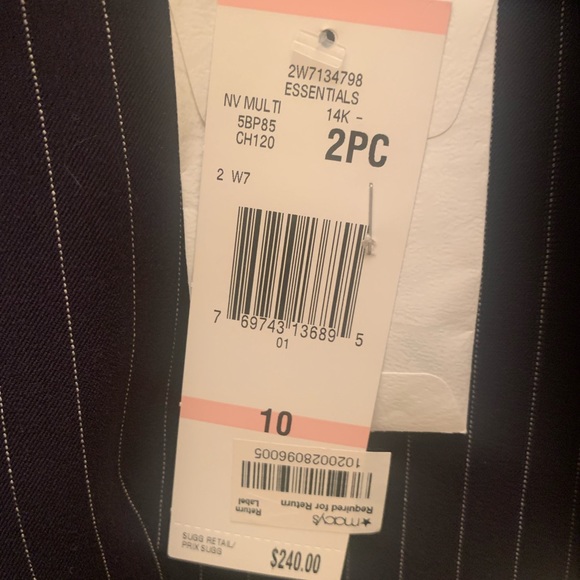 2W7134798
ESSENTIALS
NV MULTI 14K -
5BP85
CH120
2PC
2 W7
7 69743 13689 5
01
10
★macy's
Required for Return
Return
Label
1020028096005
SUGG RETAIL/
PRIX SUGG
$240.00